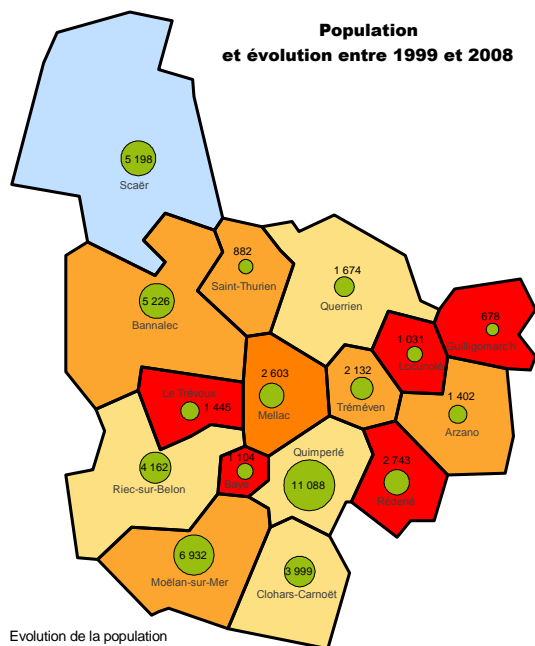 Population
et évolution entre 1999 et 2008
5 198
Scaër
882
Saint-Thurien
1 674
Querrien
5 226
Bannalec
678
Guilligomarc'h
1 031
Locunolé
2 603
Mellac
2 132
Tréméven
1 402
Arzano
Le Trévoux
1 445
4 162
Riec-sur-Belon
1 104
Baye
Quimperlé
11 088
2 743
Rédené
6 932
Moëlan-sur-Mer
3 999
Clohars-Carnoët
Evolution de la population